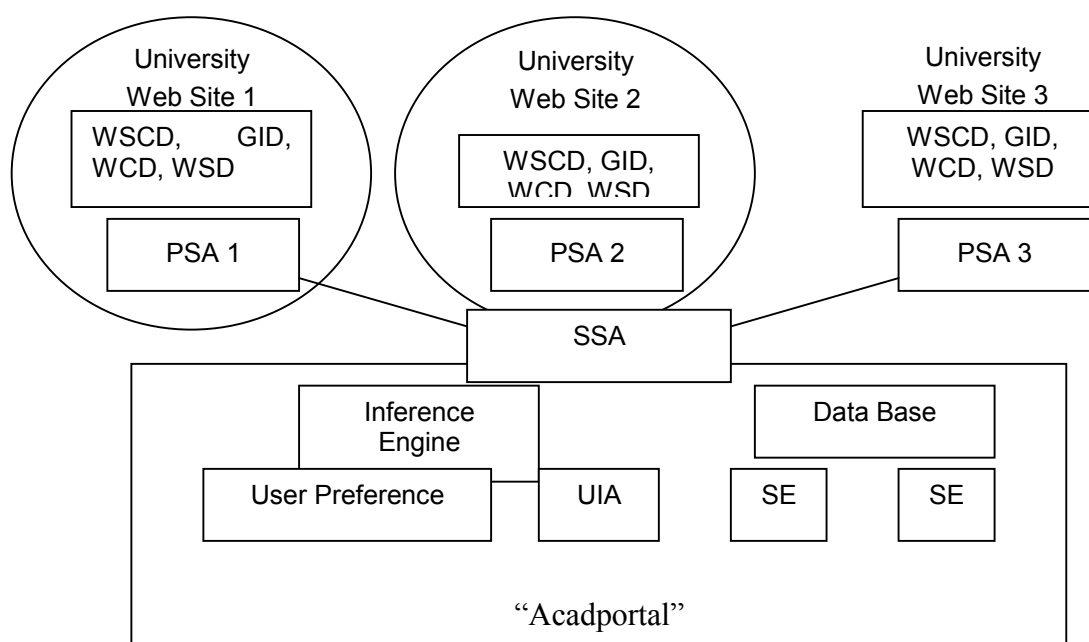 University
Web Site 1
WSCD, GID,
WCD, WSD
PSA 1
University
Web Site 2
WSCD, GID,
WCD, WSD
PSA 2
University
Web Site 3
WSCD, GID,
WCD, WSD
PSA 3
SSA
Inference
Engine
Data Base
User Preference
UIA
SE
SE
“Acadportal”